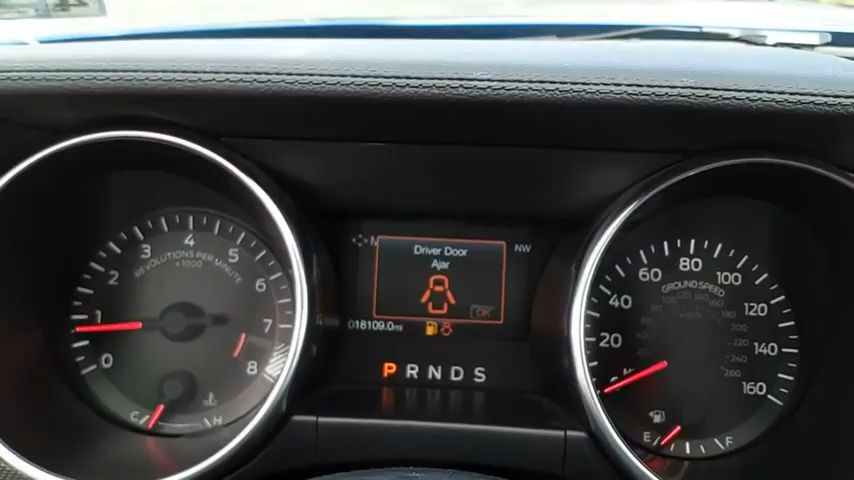 Driver Door
Ajar
OK
NW
018109.0mi
P R N D S
0 1 2 3 4 5 6 7 8
REVOLUTIONS PER MINUTE
×1000
C H
20 40 60 80 100 120 140 160
GROUND SPEED
E F